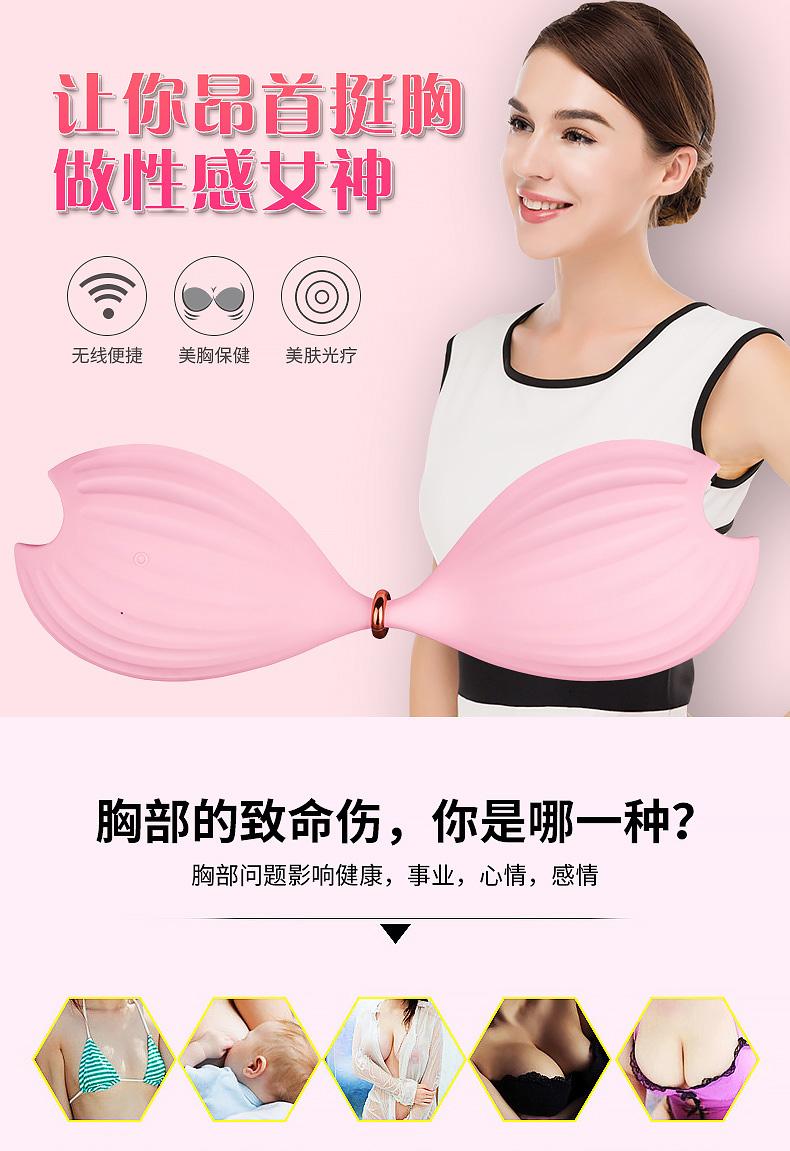 让你昂首挺胸
做性感女神
无线便捷
美胸保健
美肤光疗
胸部的致命伤，你是哪一种？
胸部问题影响健康，事业，心情，感情